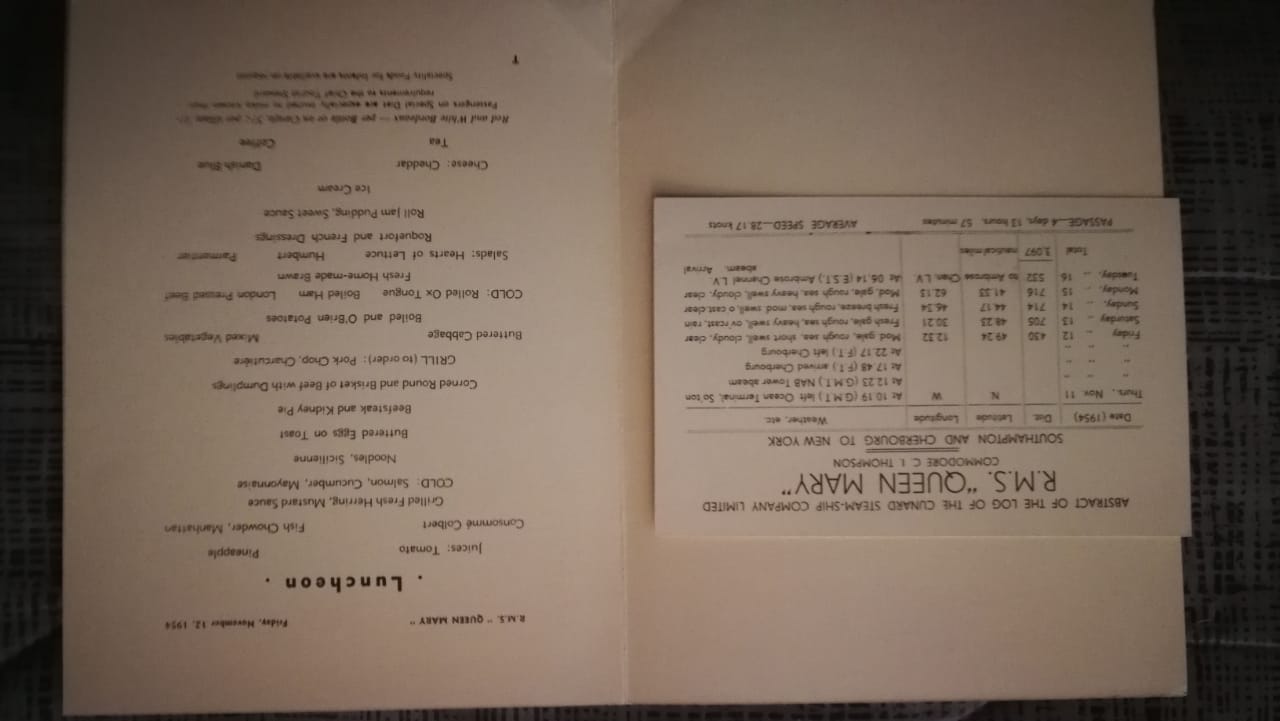 ABSTRACT OF THE LOG OF THE CUNARD STEAM-SHIP COMPANY LIMITED
R.M.S. "QUEEN MARY"
COMMODORE C. I. THOMPSON
SOUTHAMPTON AND CHERBOURG TO NEW YORK
Date (1954) Dist. Latitude Longitude Weather, etc.
Thurs., Nov. 11 N W At 10.19 (G.M.T.) left Ocean Terminal, So'ton
" " At 12.23 (G.M.T.) NAB Tower abeam
" " At 17.48 (F.T.) arrived Cherbourg
" " At 22.17 (F.T.) left Cherbourg
Friday, .. 12 430 49.24 12.32 Mod. gale, rough sea, short swell, cloudy, clear
Saturday .. 13 705 48.23 30.21 Fresh gale, rough sea, heavy swell, ov'rcast, rain
Sunday, .. 14 714 44.17 46.34 Fresh breeze, rough sea, mod. swell, o'cast clear
Monday, .. 15 716 41.33 62.13 Mod. gale, rough sea, heavy swell, cloudy, clear
Tuesday, .. 16 532 to Ambrose Chan. L.V. At 06.14 (E.S.T.) Ambrose Channel L.V.
abeam. Arrival
Total 3,097 nautical miles
PASSAGE—4 days, 13 hours, 57 minutes AVERAGE SPEED—28.17 knots
R.M.S. "QUEEN MARY" Friday, November 12, 1954
. Luncheon .
Juices: Tomato Pineapple
Consommé Colbert Fish Chowder, Manhattan
Grilled Fresh Herring, Mustard Sauce
COLD: Salmon, Cucumber, Mayonnaise
Noodles, Sicilienne
Buttered Eggs on Toast
Beefsteak and Kidney Pie
Corned Round and Brisket of Beef with Dumplings
GRILL (to order): Pork Chop, Charcutière
Buttered Cabbage Mixed Vegetables
Boiled and O'Brien Potatoes
COLD: Rolled Ox Tongue Boiled Ham London Pressed Beef
Fresh Home-made Brawn
Salads: Hearts of Lettuce Humbert Parmentier
Roquefort and French Dressings
Roll Jam Pudding, Sweet Sauce
Ice Cream
Cheese: Cheddar Danish Blue
Tea Coffee
Red and White Bordeaux — per Bottle or en Carafe, per Glass,
Passengers on Special Diet are especially invited to make known their
requirements to the Chief Tourist Steward
Speciality Foods for Infants are available on request
T